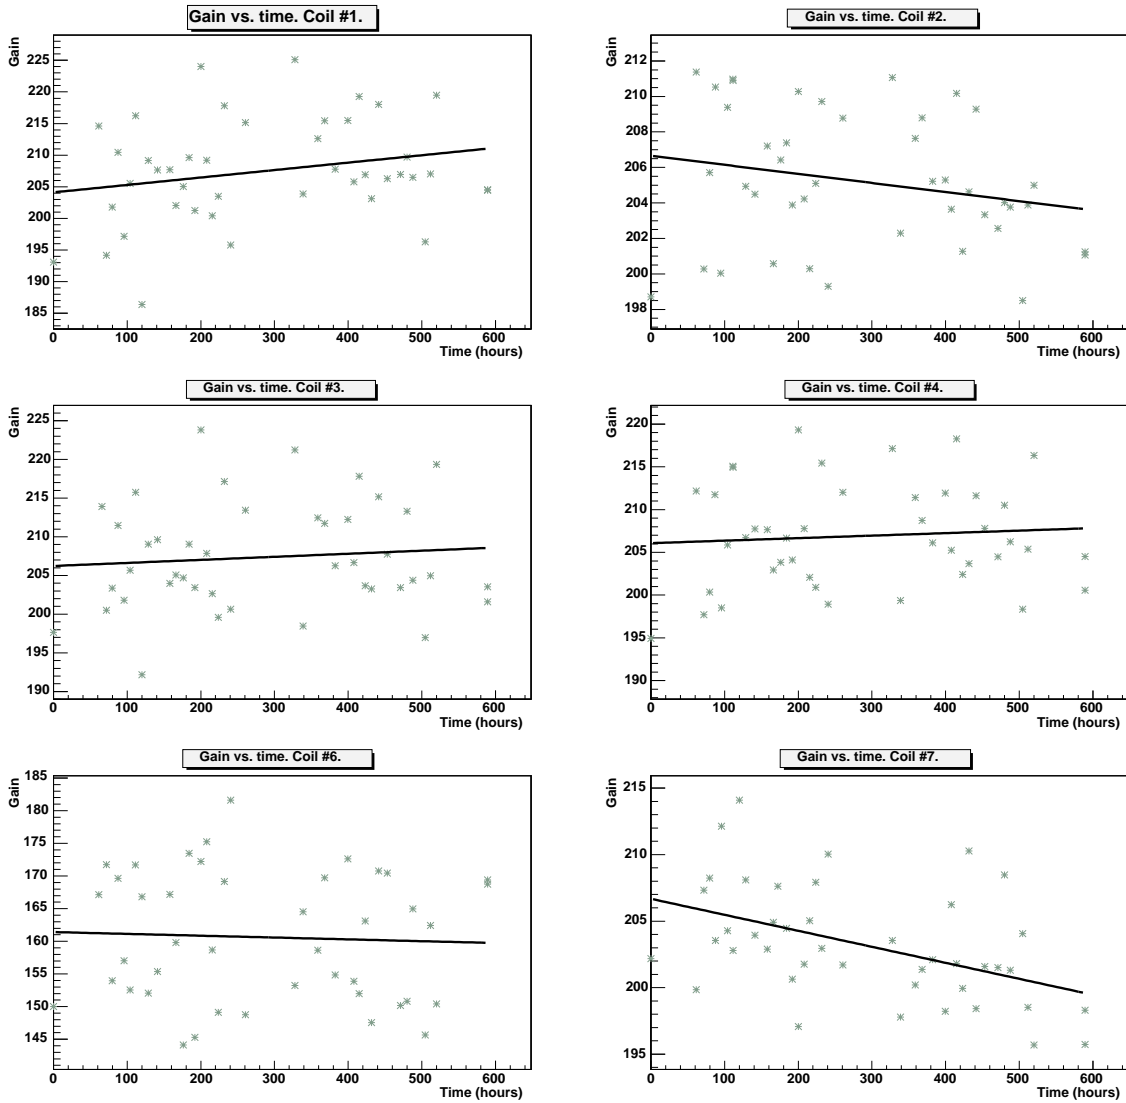 Gain vs. time. Coil #1.
Gain
225
220
215
210
205
200
195
190
185
0 100 200 300 400 500 600
Time (hours)
Gain vs. time. Coil #2.
Gain
212
210
208
206
204
202
200
198
0 100 200 300 400 500 600
Time (hours)
Gain vs. time. Coil #3.
Gain
225
220
215
210
205
200
195
190
0 100 200 300 400 500 600
Time (hours)
Gain vs. time. Coil #4.
Gain
220
215
210
205
200
195
190
0 100 200 300 400 500 600
Time (hours)
Gain vs. time. Coil #6.
Gain
185
180
175
170
165
160
155
150
145
0 100 200 300 400 500 600
Time (hours)
Gain vs. time. Coil #7.
Gain
215
210
205
200
195
0 100 200 300 400 500 600
Time (hours)